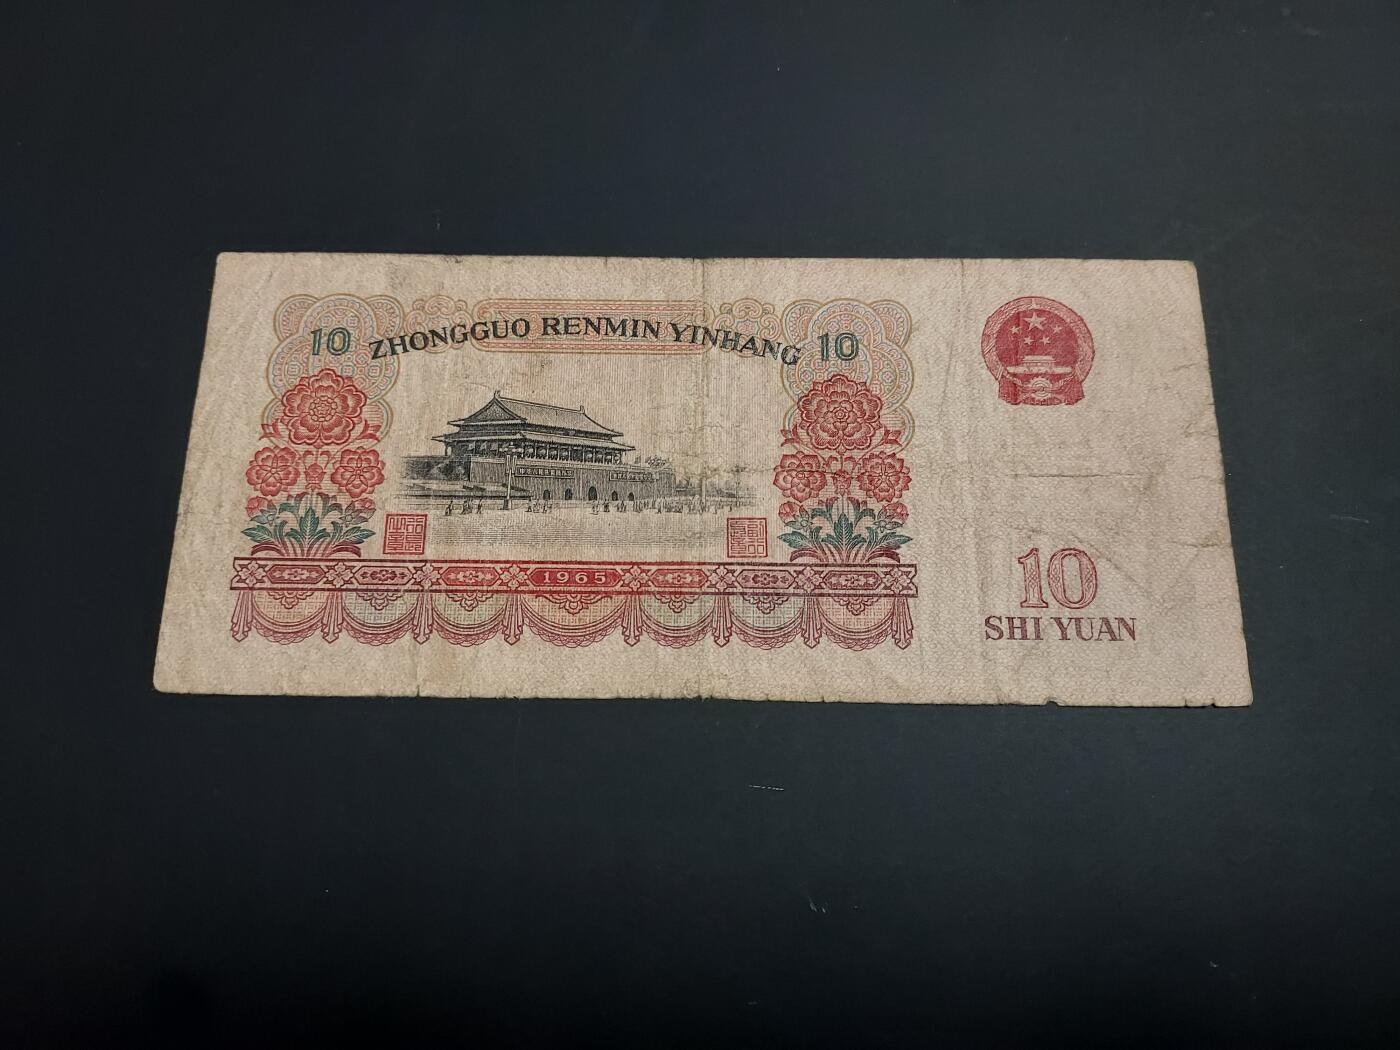 10 ZHONGGUO RENMIN YINHANG 10
1965
10
SHI YUAN